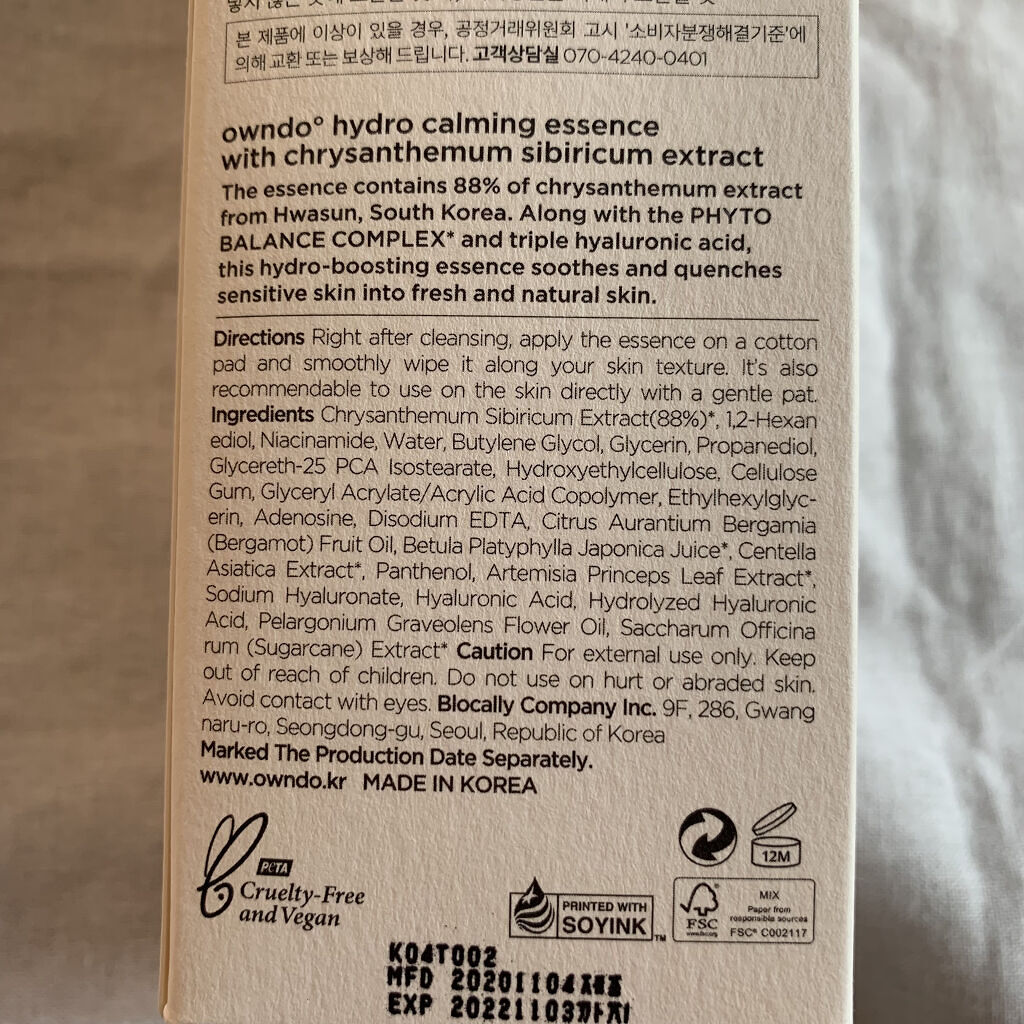 본 제품에 이상이 있을 경우, 공정거래위원회 고시 '소비자분쟁해결기준'에
의해 교환 또는 보상해 드립니다. 고객상담실 070-4240-0401
owndo° hydro calming essence
with chrysanthemum sibiricum extract
The essence contains 88% of chrysanthemum extract
from Hwasun, South Korea. Along with the PHYTO
BALANCE COMPLEX* and triple hyaluronic acid,
this hydro-boosting essence soothes and quenches
sensitive skin into fresh and natural skin.
Directions Right after cleansing, apply the essence on a cotton
pad and smoothly wipe it along your skin texture. It's also
recommendable to use on the skin directly with a gentle pat.
Ingredients Chrysanthemum Sibiricum Extract(88%)*, 1,2-Hexan
ediol, Niacinamide, Water, Butylene Glycol, Glycerin, Propanediol,
Glycereth-25 PCA Isostearate, Hydroxyethylcellulose, Cellulose
Gum, Glyceryl Acrylate/Acrylic Acid Copolymer, Ethylhexylglyc-
erin, Adenosine, Disodium EDTA, Citrus Aurantium Bergamia
(Bergamot) Fruit Oil, Betula Platyphylla Japonica Juice*, Centella
Asiatica Extract*, Panthenol, Artemisia Princeps Leaf Extract*,
Sodium Hyaluronate, Hyaluronic Acid, Hydrolyzed Hyaluronic
Acid, Pelargonium Graveolens Flower Oil, Saccharum Officina
rum (Sugarcane) Extract* Caution For external use only. Keep
out of reach of children. Do not use on hurt or abraded skin.
Avoid contact with eyes. Blocally Company Inc. 9F, 286, Gwang
naru-ro, Seongdong-gu, Seoul, Republic of Korea
Marked The Production Date Separately.
www.owndo.kr MADE IN KOREA
12M
PETA
Cruelty-Free
and Vegan
PRINTED WITH
SOYINK™
FSC
www.fsc.org
MIX
Paper from
responsible sources
FSC® C002117
K04T002
MFD 20201104제조
EXP 20221103까지